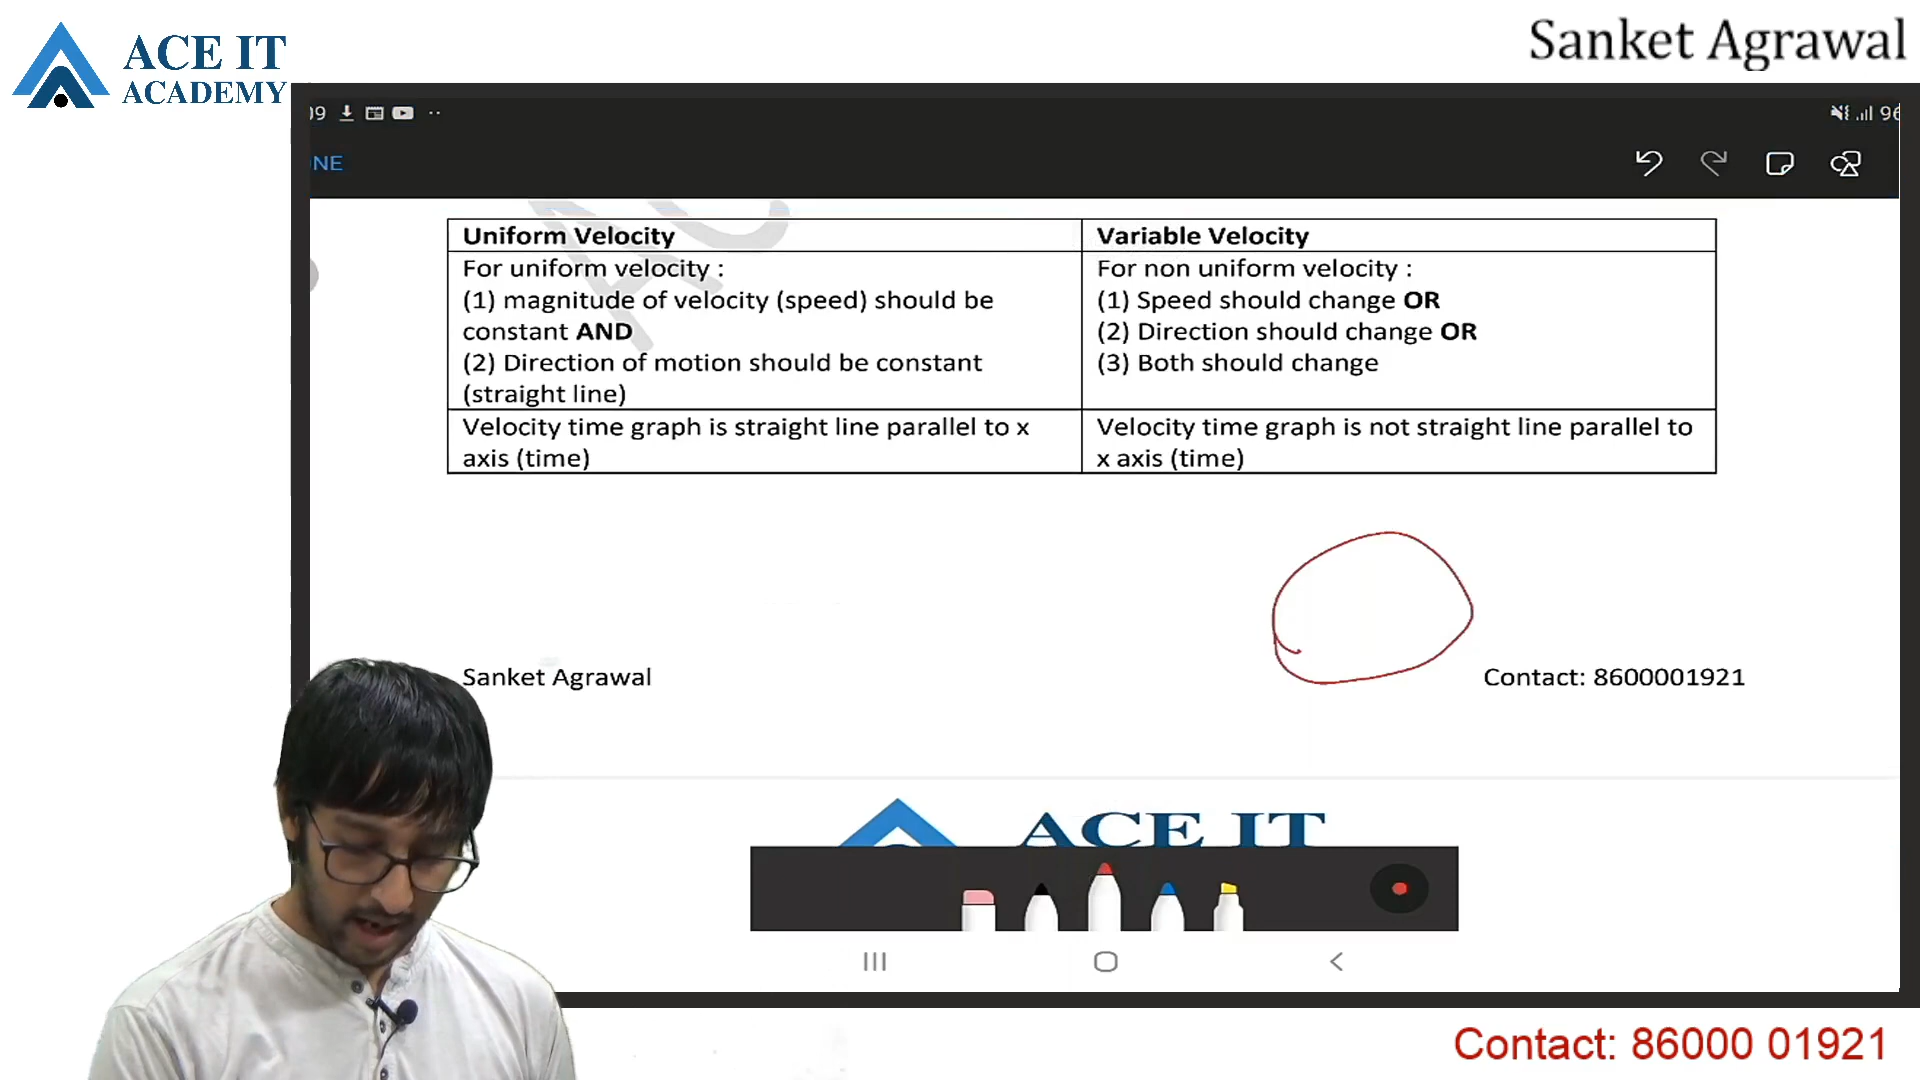 ACE IT
ACADEMY
Sanket Agrawal
09
96
NE
Uniform Velocity
Variable Velocity
For uniform velocity :
(1) magnitude of velocity (speed) should be
constant AND
(2) Direction of motion should be constant
(straight line)
For non uniform velocity :
(1) Speed should change OR
(2) Direction should change OR
(3) Both should change
Velocity time graph is straight line parallel to x
axis (time)
Velocity time graph is not straight line parallel to
x axis (time)
Sanket Agrawal
Contact: 8600001921
ACE IT
Contact: 86000 01921